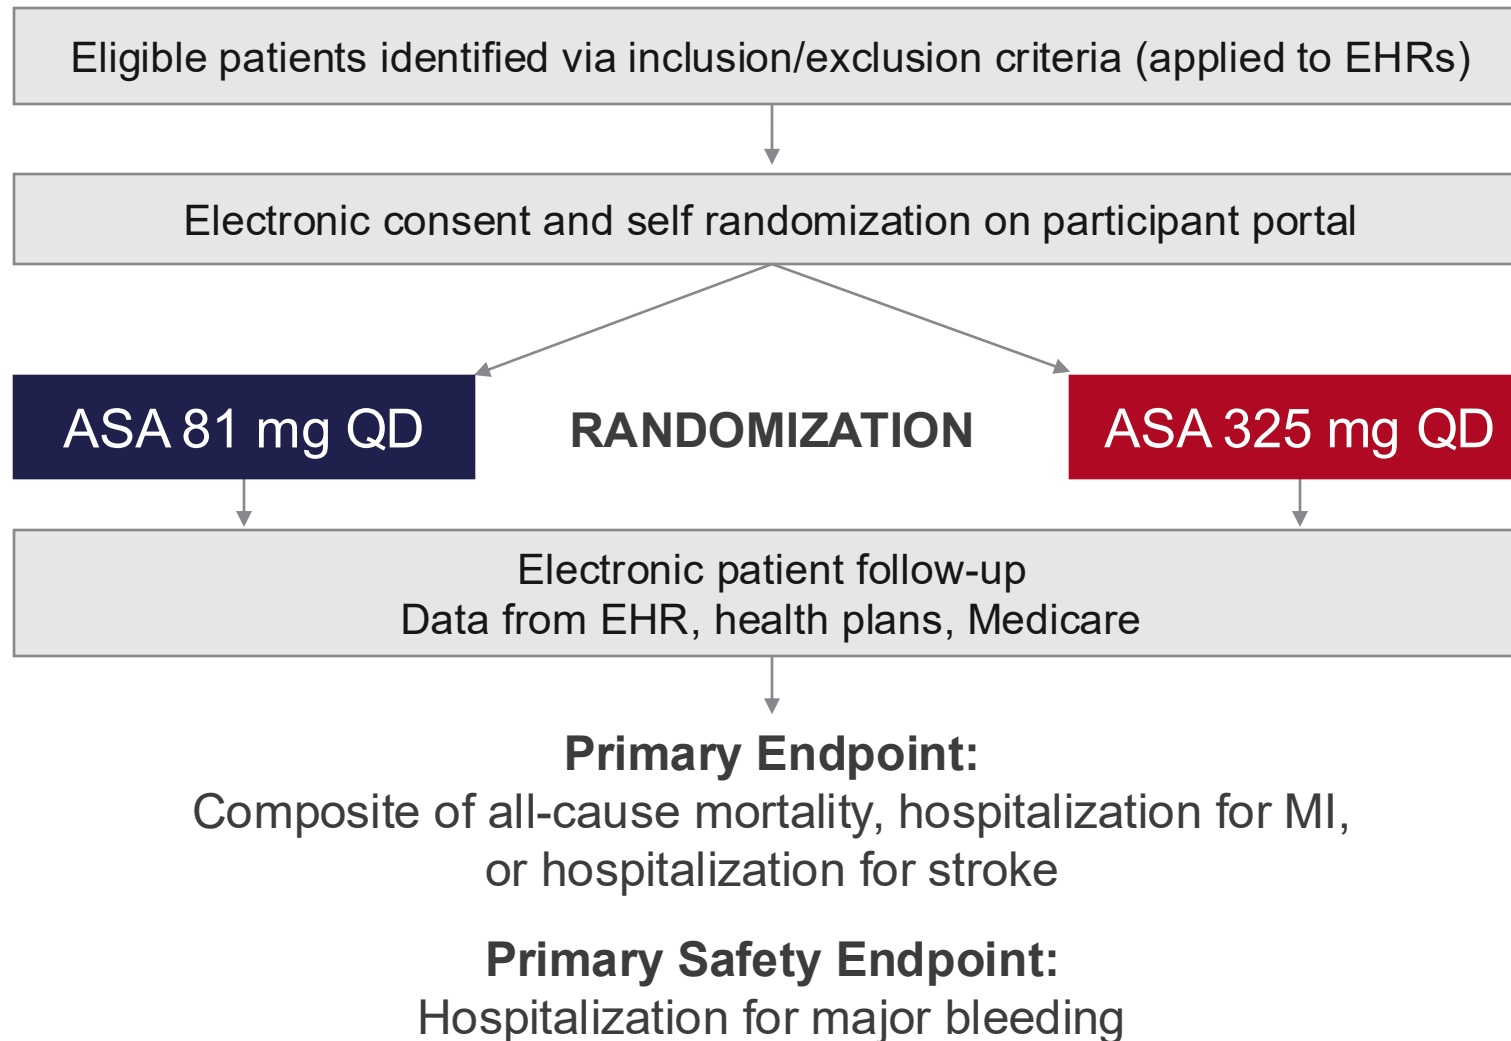 Eligible patients identified via inclusion/exclusion criteria (applied to EHRs)
Electronic consent and self randomization on participant portal
ASA 81 mg QD
RANDOMIZATION
ASA 325 mg QD
Electronic patient follow-up
Data from EHR, health plans, Medicare
Primary Endpoint:
Composite of all-cause mortality, hospitalization for MI,
or hospitalization for stroke
Primary Safety Endpoint:
Hospitalization for major bleeding